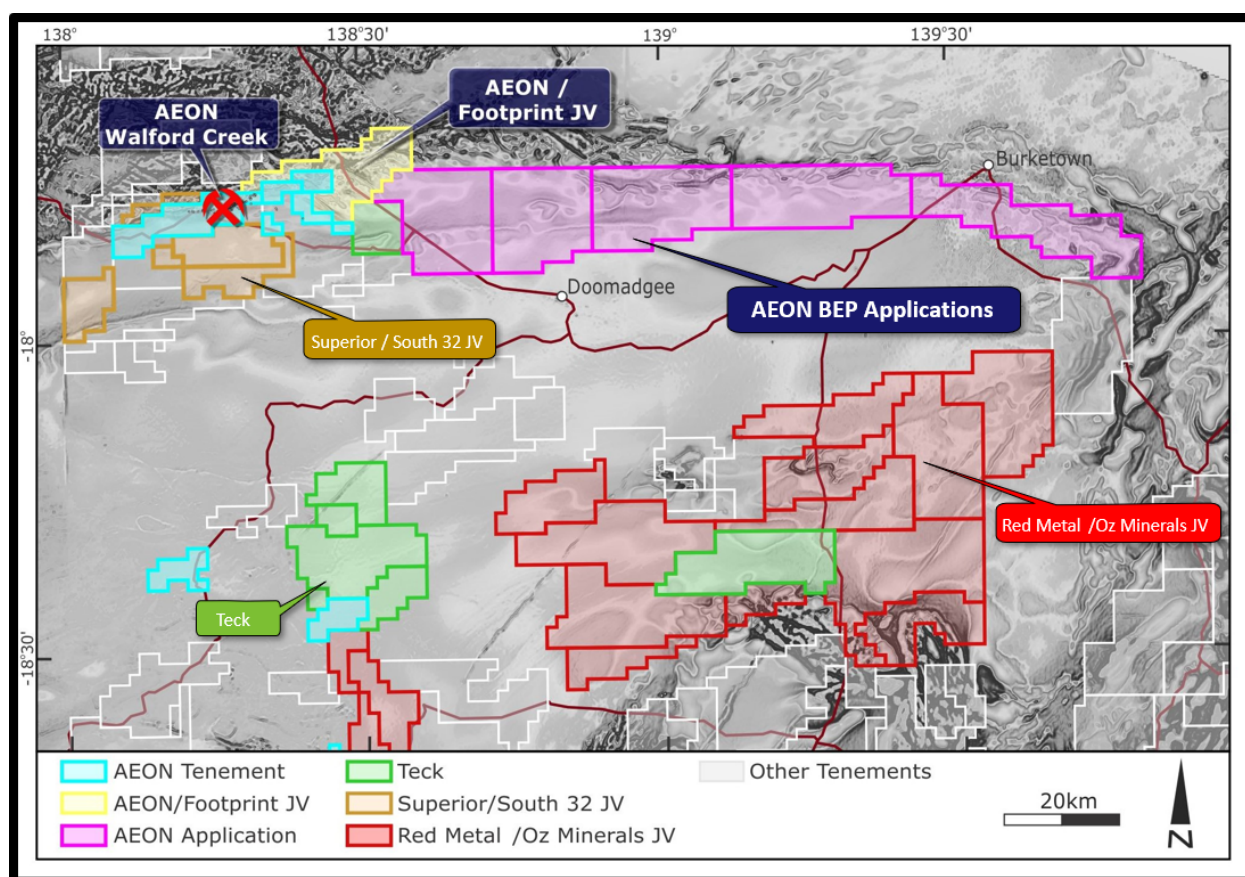 138°
138°30'
139°
139°30'
AEON /
Footprint JV
AEON
Walford Creek
Burketown
Doomadgee
AEON BEP Applications
Superior / South 32 JV
-18°
Red Metal /Oz Minerals JV
Teck
-18°30'
AEON Tenement
Teck
Other Tenements
AEON/Footprint JV
Superior/South 32 JV
20km
AEON Application
Red Metal /Oz Minerals JV
N